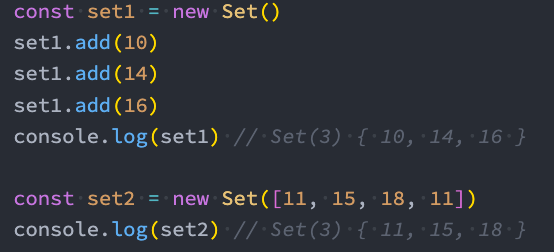 const set1 = new Set()
set1.add(10)
set1.add(14)
set1.add(16)
console.log(set1) // Set(3) { 10, 14, 16 }
const set2 = new Set([11, 15, 18, 11])
console.log(set2) // Set(3) { 11, 15, 18 }